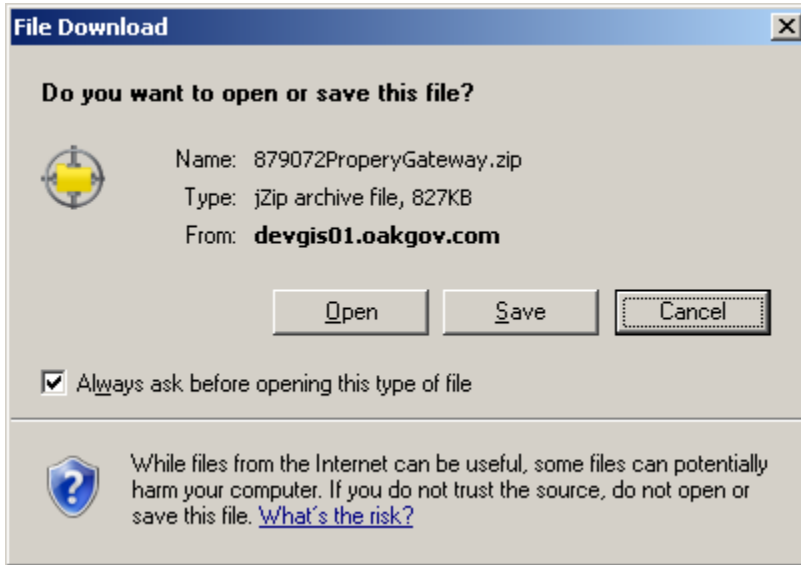 File Download
Do you want to open or save this file?
Name: 879072ProperyGateway.zip
Type: jZip archive file, 827KB
From: devgis01.oakgov.com
Open Save Cancel
Always ask before opening this type of file
While files from the Internet can be useful, some files can potentially
harm your computer. If you do not trust the source, do not open or
save this file. What's the risk?